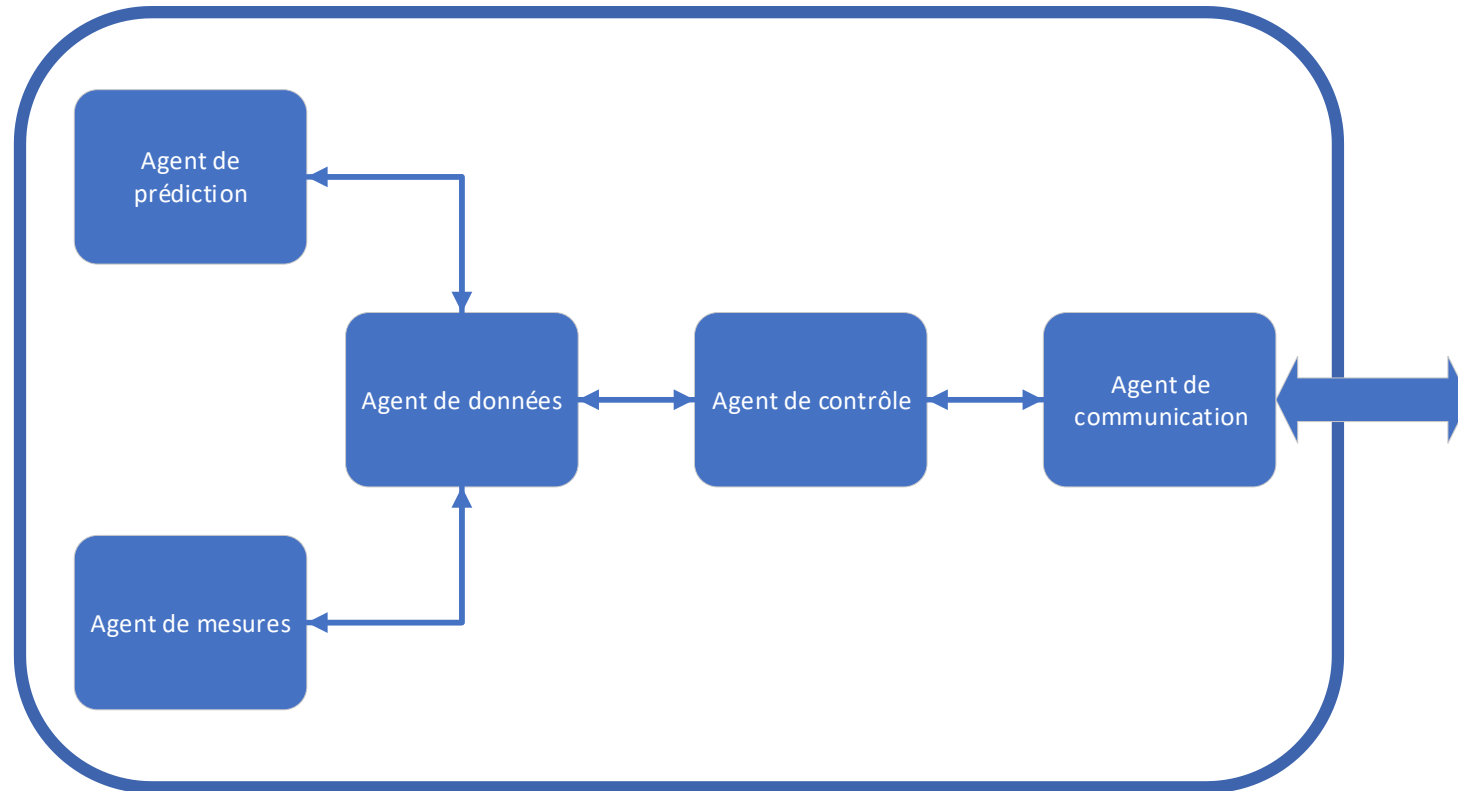 Agent de
prédiction
Agent de données
Agent de contrôle
Agent de
communication
Agent de mesures